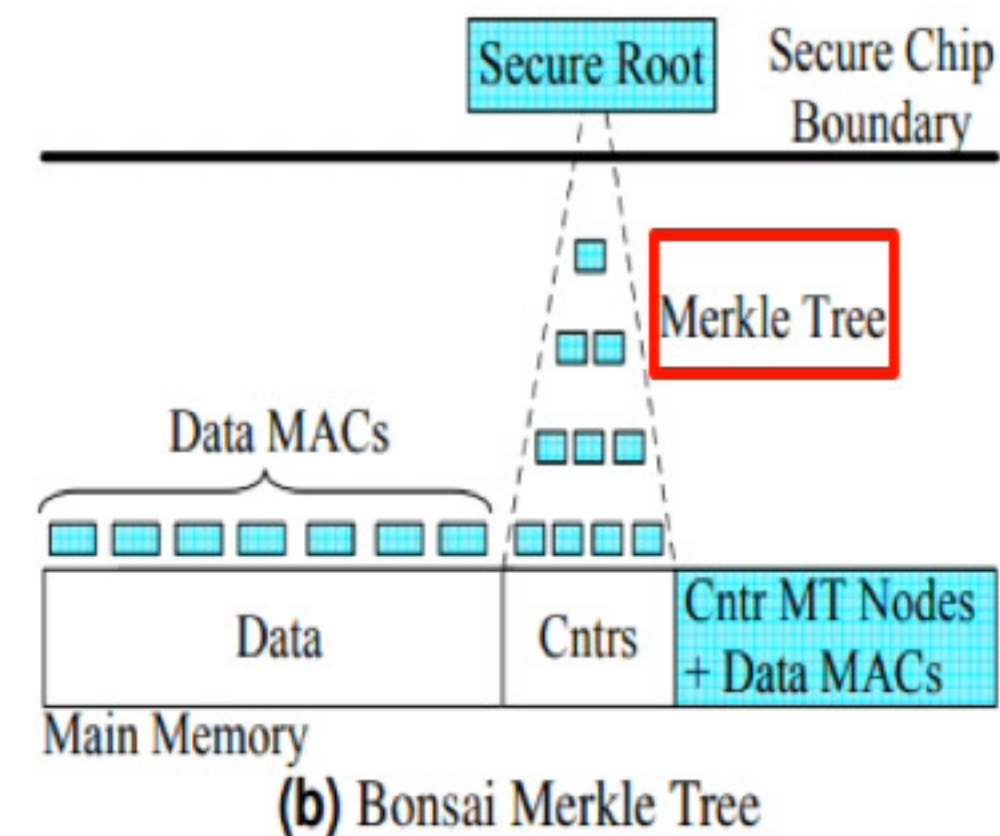 Secure Root
Secure Chip
Boundary
Merkle Tree
Data MACs
Data
Cntrs
Cntr MT Nodes
+ Data MACs
Main Memory
(b) Bonsai Merkle Tree